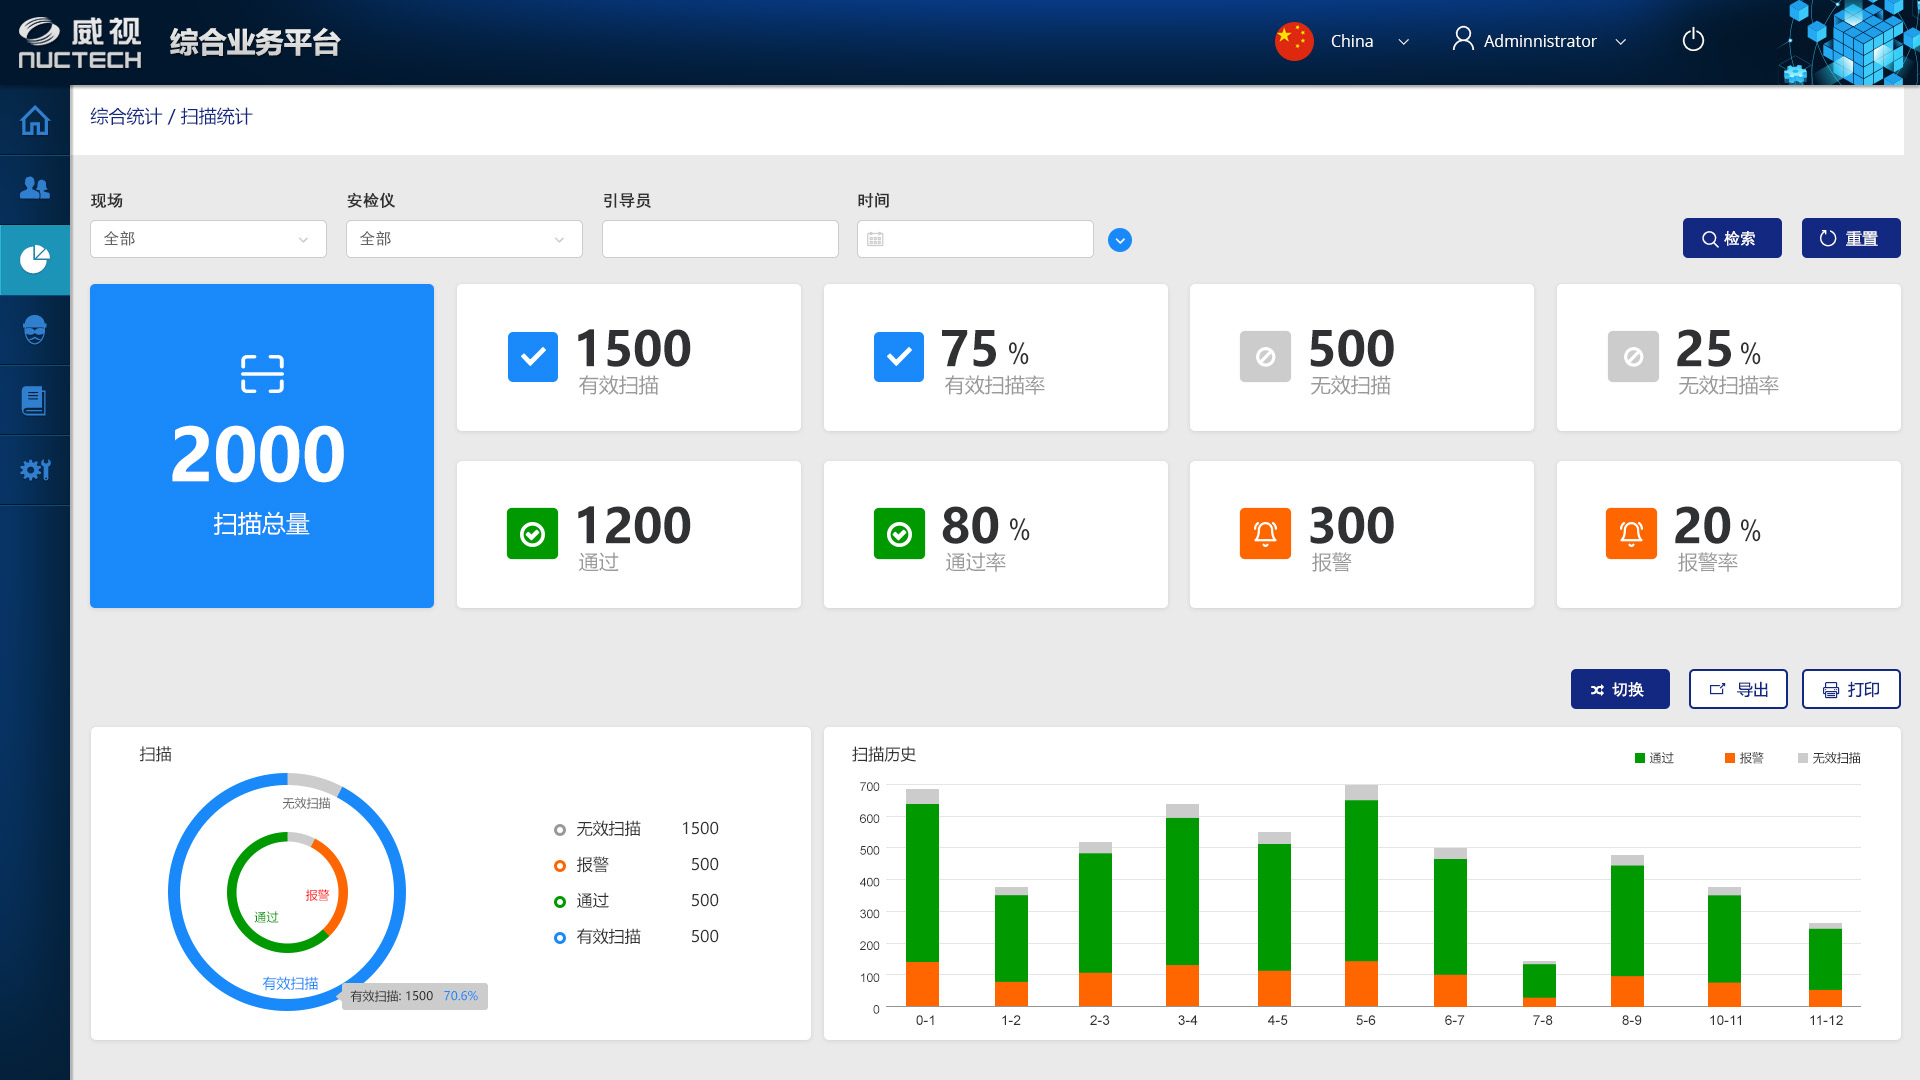 威视
NUCTECH
综合业务平台
China
Adminnistrator
综合统计 / 扫描统计
现场
安检仪
引导员
时间
全部
全部
检索
重置
2000
扫描总量
1500
有效扫描
75 %
有效扫描率
500
无效扫描
25 %
无效扫描率
1200
通过
80 %
通过率
300
报警
20 %
报警率
切换
导出
打印
扫描
无效扫描
报警
通过
有效扫描
有效扫描: 1500 70.6%
无效扫描 1500
报警 500
通过 500
有效扫描 500
扫描历史
通过
报警
无效扫描
700
600
500
400
300
200
100
0
0-1
1-2
2-3
3-4
4-5
5-6
6-7
7-8
8-9
10-11
11-12